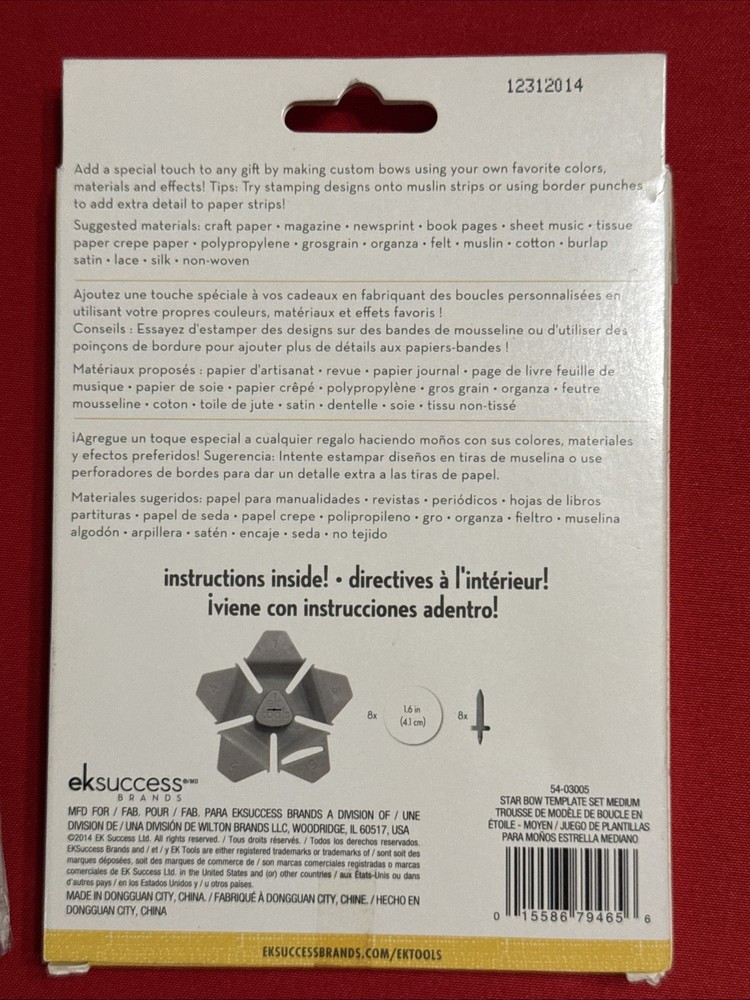 12312014
Add a special touch to any gift by making custom bows using your own favorite colors,
materials and effects! Tips: Try stamping designs onto muslin strips or using border punches
to add extra detail to paper strips!
Suggested materials: craft paper • magazine • newsprint • book pages • sheet music • tissue
paper crepe paper • polypropylene • grosgrain • organza • felt • muslin • cotton • burlap
satin • lace • silk • non-woven
Ajoutez une touche spéciale à vos cadeaux en fabriquant des boucles personnalisées en
utilisant votre propres couleurs, matériaux et effets favoris !
Conseils : Essayez d'estamper des designs sur des bandes de mousseline ou d'utiliser des
poinçons de bordure pour ajouter plus de détails aux papiers-bandes !
Matériaux proposés : papier d'artisanat • revue • papier journal • page de livre feuille de
musique • papier de soie • papier crêpé • polypropylène • gros grain • organza • feutre
mousseline • coton • toile de jute • satin • dentelle • soie • tissu non-tissé
¡Agregue un toque especial a cualquier regalo haciendo moños con sus colores, materiales
y efectos preferidos! Sugerencia: Intente estampar diseños en tiras de muselina o use
perforadores de bordes para dar un detalle extra a las tiras de papel.
Materiales sugeridos: papel para manualidades • revistas • periódicos • hojas de libros
partituras • papel de seda • papel crepe • polipropileno • gro • organza • fieltro • muselina
algodón • arpillera • satén • encaje • seda • no tejido
instructions inside! • directives à l'intérieur!
¡viene con instrucciones adentro!
8x
1.6 in
(4.1 cm)
8x
eksuccess®/MD
BRANDS
MFD FOR / FAB. POUR / FAB. PARA EKSUCCESS BRANDS A DIVISION OF / UNE
DIVISION DE / UNA DIVISIÓN DE WILTON BRANDS LLC, WOODRIDGE, IL 60517, USA
©2014 EK Success Ltd. All rights reserved. / Tous droits réservés. / Todos los derechos reservados.
EKSuccess Brands and / et / y EK Tools are either registered trademarks or trademarks of / sont soit des
marques déposées, soit des marques de commerce de / son marcas comerciales registradas o marcas
comerciales de EK Success Ltd. in the United States and (or) other countries / aux États-Unis ou dans
d'autres pays / en los Estados Unidos y / u otros países.
MADE IN DONGGUAN CITY, CHINA. / FABRIQUÉ À DONGGUAN CITY, CHINE. / HECHO EN
DONGGUAN CITY, CHINA
54-03005
STAR BOW TEMPLATE SET MEDIUM
TROUSSE DE MODÈLE DE BOUCLE EN
ÉTOILE - MOYEN / JUEGO DE PLANTILLAS
PARA MOÑOS ESTRELLA MEDIANO
0 15586 79465 6
EKSUCCESSBRANDS.COM/EKTOOLS